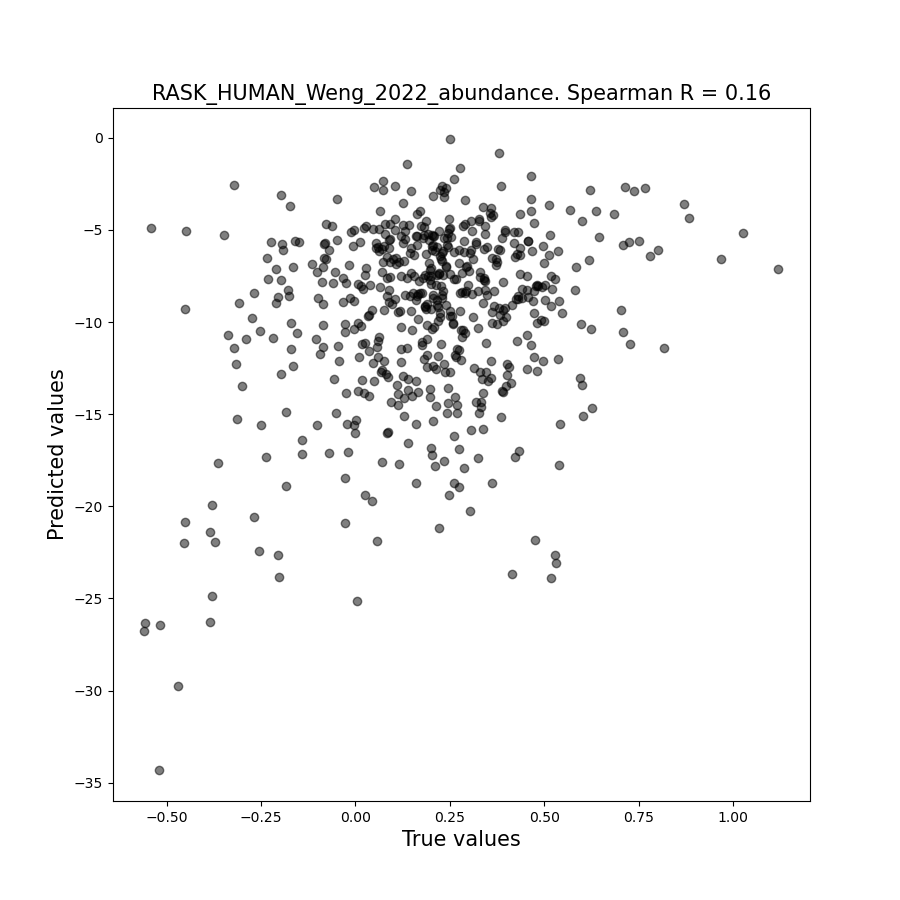 RASK_HUMAN_Weng_2022_abundance. Spearman R = 0.16
0
−5
−10
−15
−20
−25
−30
−35
Predicted values
−0.50 −0.25 0.00 0.25 0.50 0.75 1.00
True values